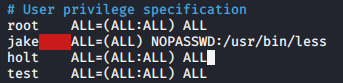 # User privilege specification
root ALL=(ALL:ALL) ALL
jake ALL=(ALL) NOPASSWD:/usr/bin/less
holt ALL=(ALL:ALL) ALL
test ALL=(ALL:ALL) ALL